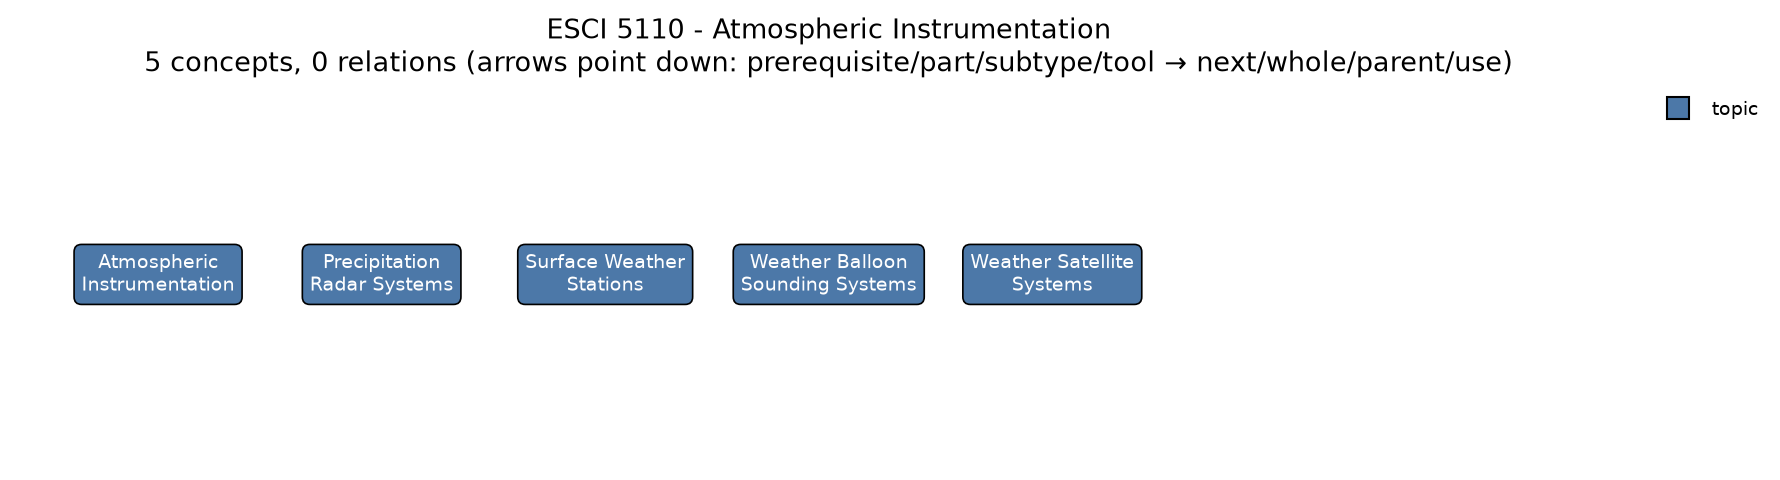 ESCI 5110 - Atmospheric Instrumentation
5 concepts, 0 relations (arrows point down: prerequisite/part/subtype/tool → next/whole/parent/use)
topic
Atmospheric
Instrumentation
Precipitation
Radar Systems
Surface Weather
Stations
Weather Balloon
Sounding Systems
Weather Satellite
Systems